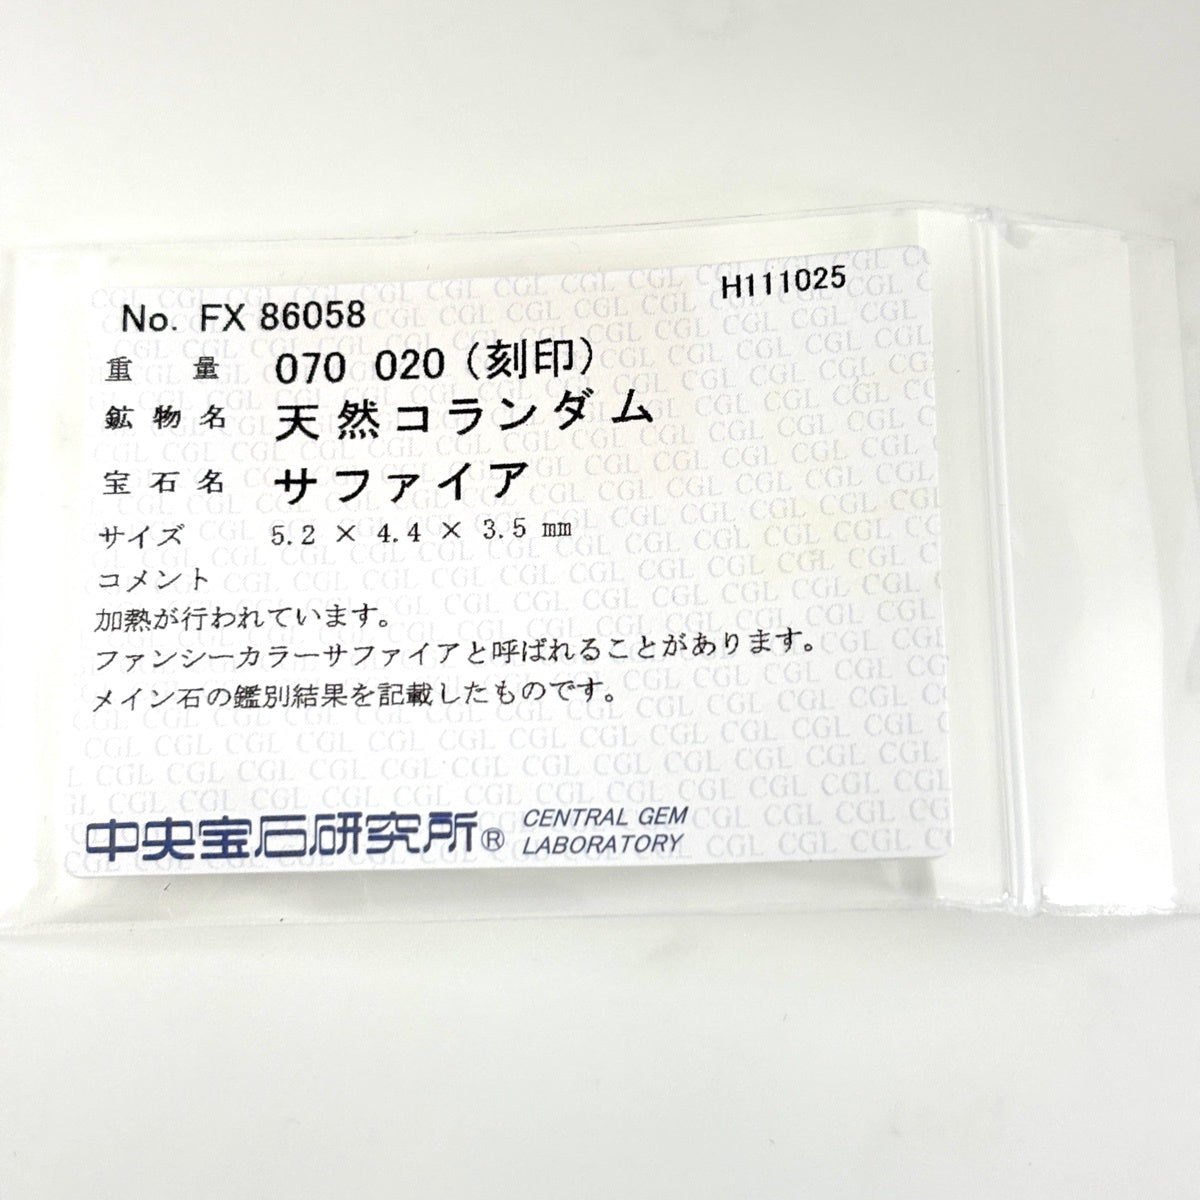 No. FX 86058
H111025
重量 070 020 (刻印)
鉱物名 天然コランダム
宝石名 サファイア
サイズ 5.2 × 4.4 × 3.5 mm
コメント
加熱が行われています。
ファンシーカラーサファイアと呼ばれることがあります。
メイン石の鑑別結果を記載したものです。
中央宝石研究所® CENTRAL GEM LABORATORY